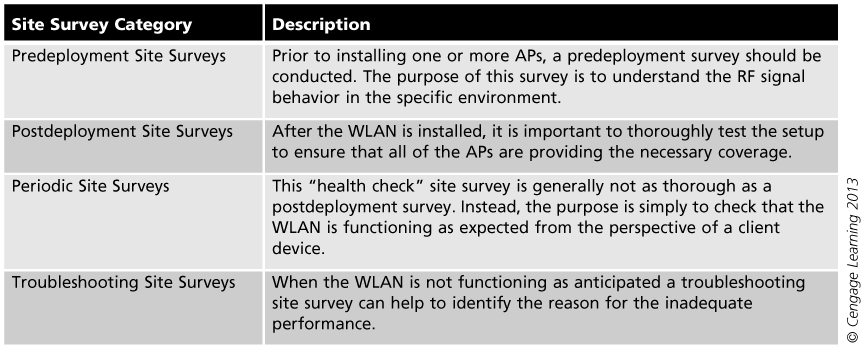 Site Survey Category
Description
Predeployment Site Surveys
Prior to installing one or more APs, a predeployment survey should be
conducted. The purpose of this survey is to understand the RF signal
behavior in the specific environment.
Postdeployment Site Surveys
After the WLAN is installed, it is important to thoroughly test the setup
to ensure that all of the APs are providing the necessary coverage.
Periodic Site Surveys
This “health check” site survey is generally not as thorough as a
postdeployment survey. Instead, the purpose is simply to check that the
WLAN is functioning as expected from the perspective of a client
device.
Troubleshooting Site Surveys
When the WLAN is not functioning as anticipated a troubleshooting
site survey can help to identify the reason for the inadequate
performance.
© Cengage Learning 2013